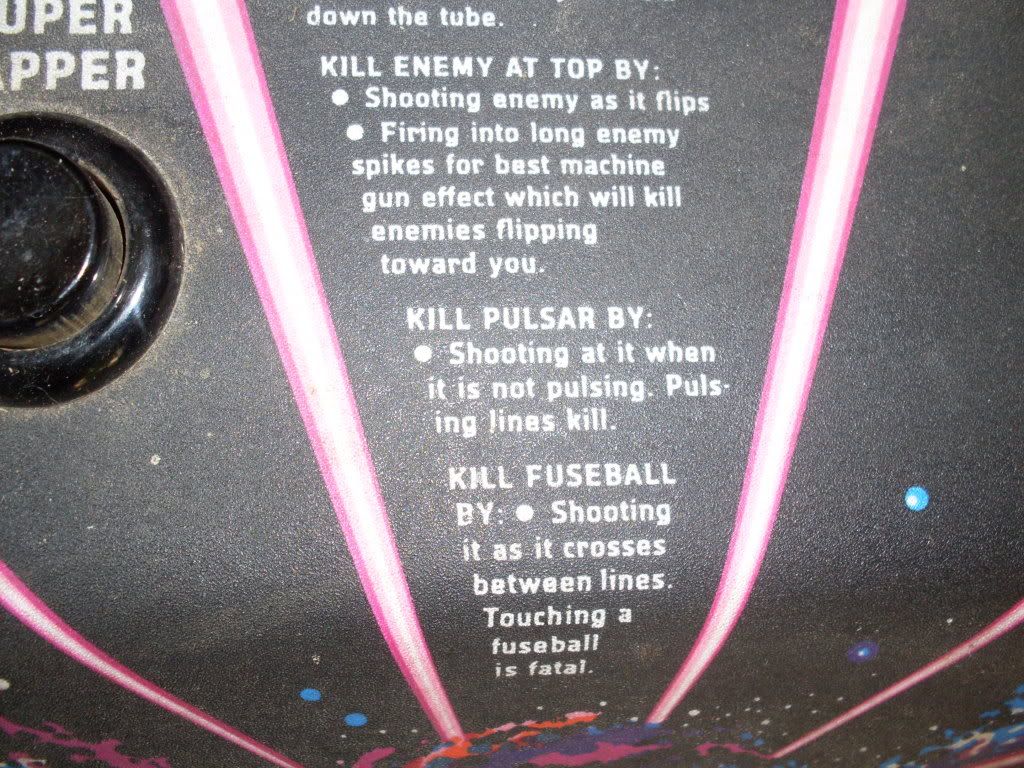 UPER
APPER
down the tube.
KILL ENEMY AT TOP BY:
● Shooting enemy as it flips
● Firing into long enemy
spikes for best machine
gun effect which will kill
enemies flipping
toward you.
KILL PULSAR BY:
● Shooting at it when
it is not pulsing. Puls-
ing lines kill.
KILL FUSEBALL
BY: ● Shooting
it as it crosses
between lines.
Touching a
fuseball
is fatal.